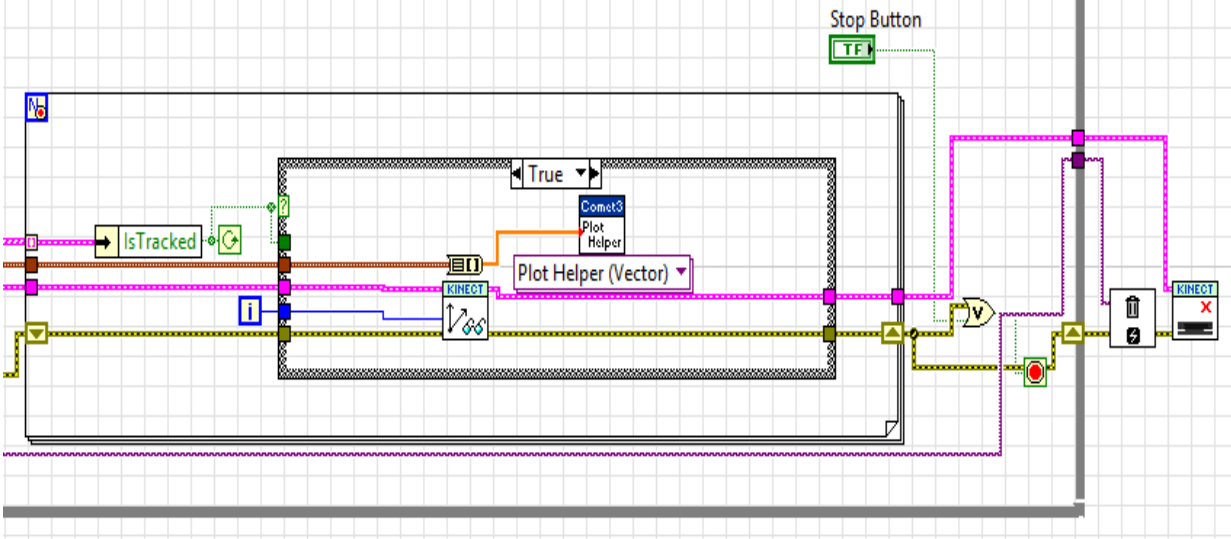 Stop Button
TF
N
True
?
Comet3
Plot
Helper
IsTracked
Plot Helper (Vector)
KINECT
i
V
KINECT
X